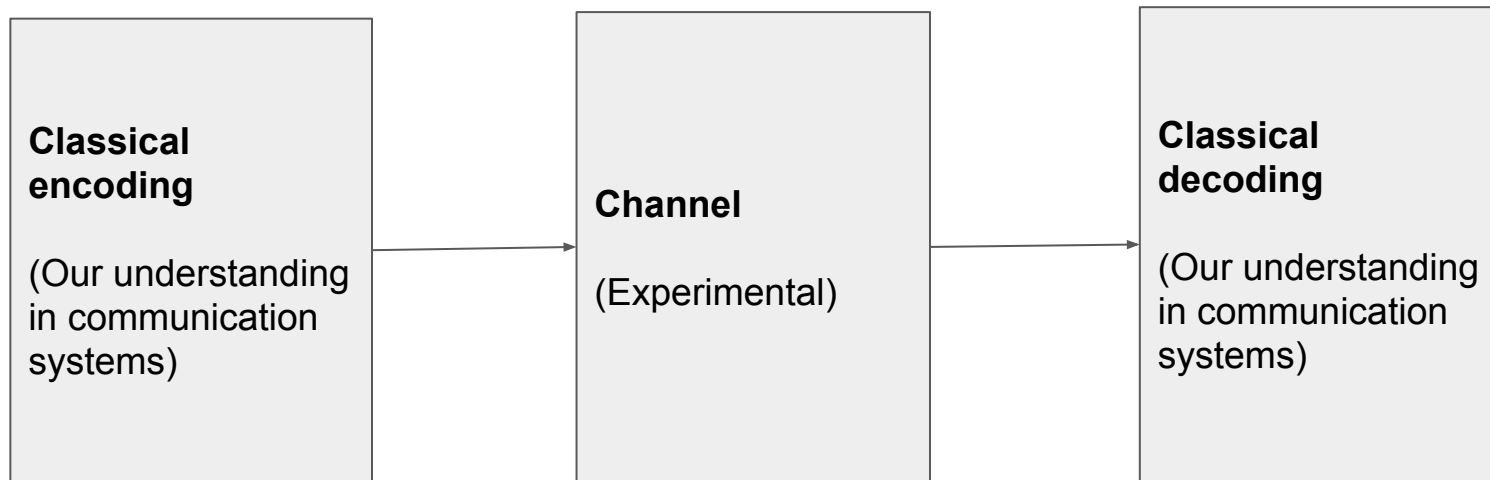 Classical
encoding
(Our understanding
in communication
systems)
Channel
(Experimental)
Classical
decoding
(Our understanding
in communication
systems)